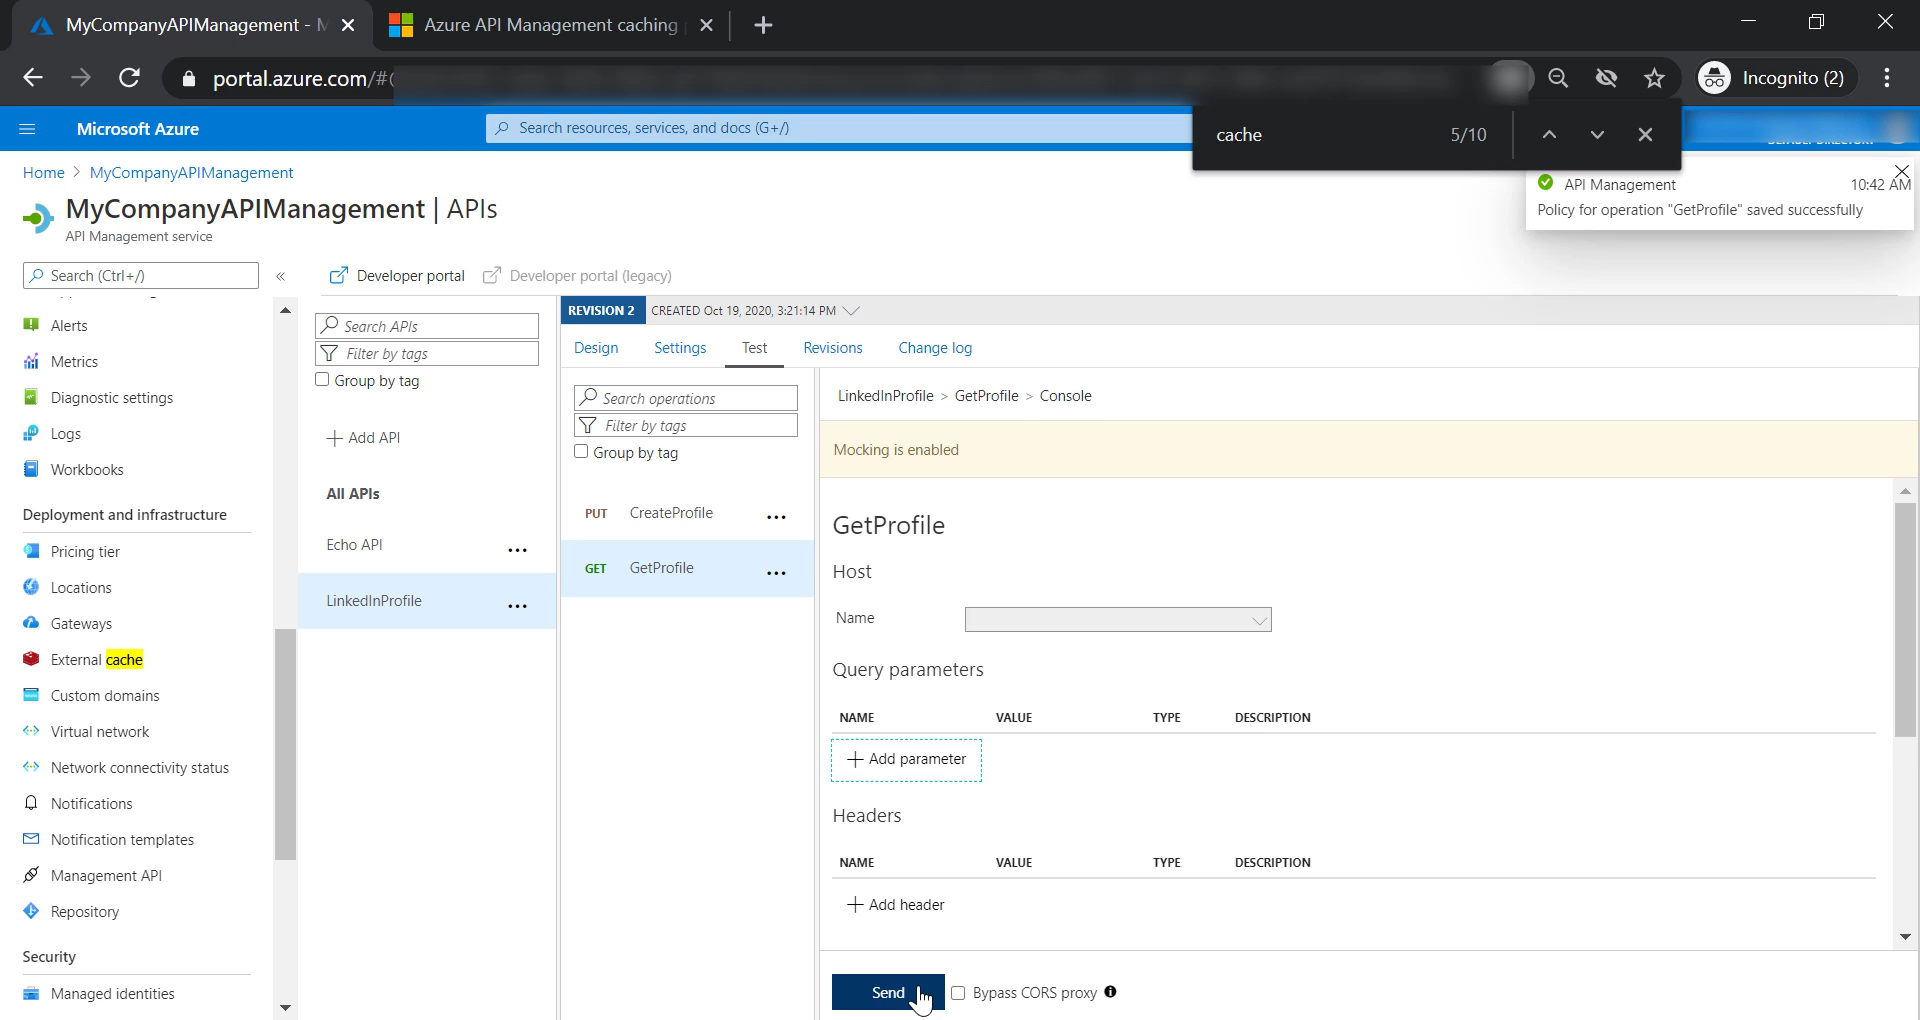 MyCompanyAPIManagement - M
Azure API Management caching
portal.azure.com/#
Incognito (2)
Microsoft Azure
Search resources, services, and docs (G+/)
cache
5/10
Home > MyCompanyAPIManagement
MyCompanyAPIManagement | APIs
API Management service
API Management
10:42 AM
Policy for operation "GetProfile" saved successfully
Search (Ctrl+/)
«
Developer portal
Developer portal (legacy)
Alerts
Metrics
Diagnostic settings
Logs
Workbooks
Deployment and infrastructure
Pricing tier
Locations
Gateways
External cache
Custom domains
Virtual network
Network connectivity status
Notifications
Notification templates
Management API
Repository
Security
Managed identities
Search APIs
Filter by tags
Group by tag
+ Add API
All APIs
Echo API
...
LinkedInProfile
...
REVISION 2
CREATED Oct 19, 2020, 3:21:14 PM
Design
Settings
Test
Revisions
Change log
Search operations
Filter by tags
Group by tag
PUT CreateProfile ...
GET GetProfile ...
LinkedInProfile > GetProfile > Console
Mocking is enabled
GetProfile
Host
Name
Query parameters
NAME VALUE TYPE DESCRIPTION
+ Add parameter
Headers
NAME VALUE TYPE DESCRIPTION
+ Add header
Send
Bypass CORS proxy